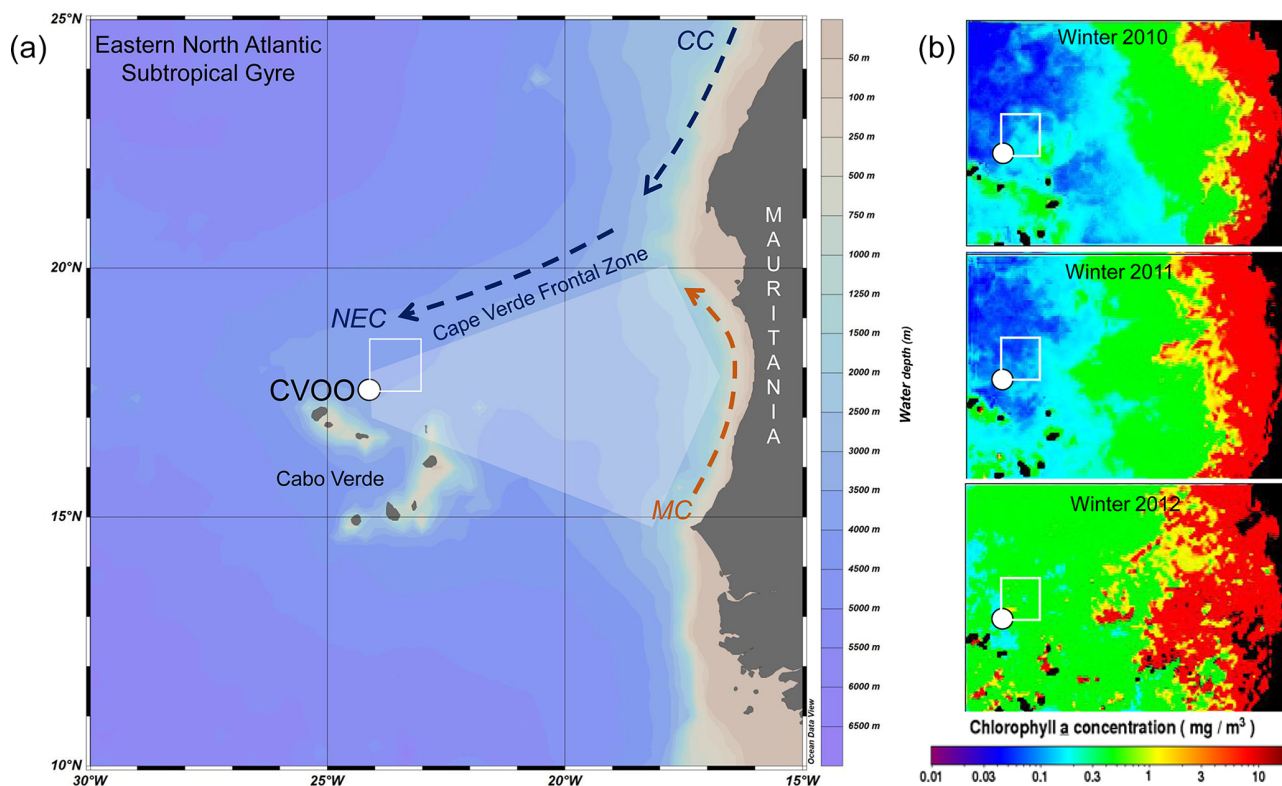 (a)
Eastern North Atlantic
Subtropical Gyre
CC
NEC
Cape Verde Frontal Zone
CVOO
Cabo Verde
MC
MAURITANIA
25°N
20°N
15°N
10°N
30°W
25°W
20°W
15°W
50 m
100 m
250 m
500 m
750 m
1000 m
1250 m
1500 m
1750 m
2000 m
2500 m
3000 m
3500 m
4000 m
4500 m
5000 m
5500 m
6000 m
6500 m
Water depth (m)
Ocean Data View
(b)
Winter 2010
Winter 2011
Winter 2012
Chlorophyll a concentration ( mg / m³ )
0.01 0.03 0.1 0.3 1 3 10